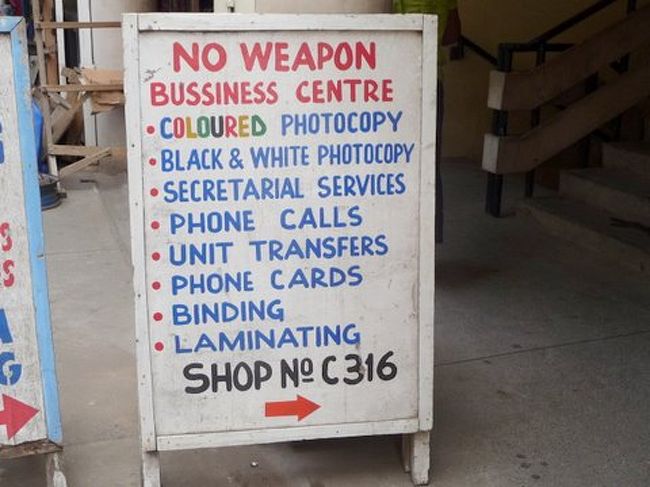 NO WEAPON
BUSSINESS CENTRE
• COLOURED PHOTOCOPY
• BLACK & WHITE PHOTOCOPY
• SECRETARIAL SERVICES
• PHONE CALLS
• UNIT TRANSFERS
• PHONE CARDS
• BINDING
• LAMINATING
SHOP Nº C316